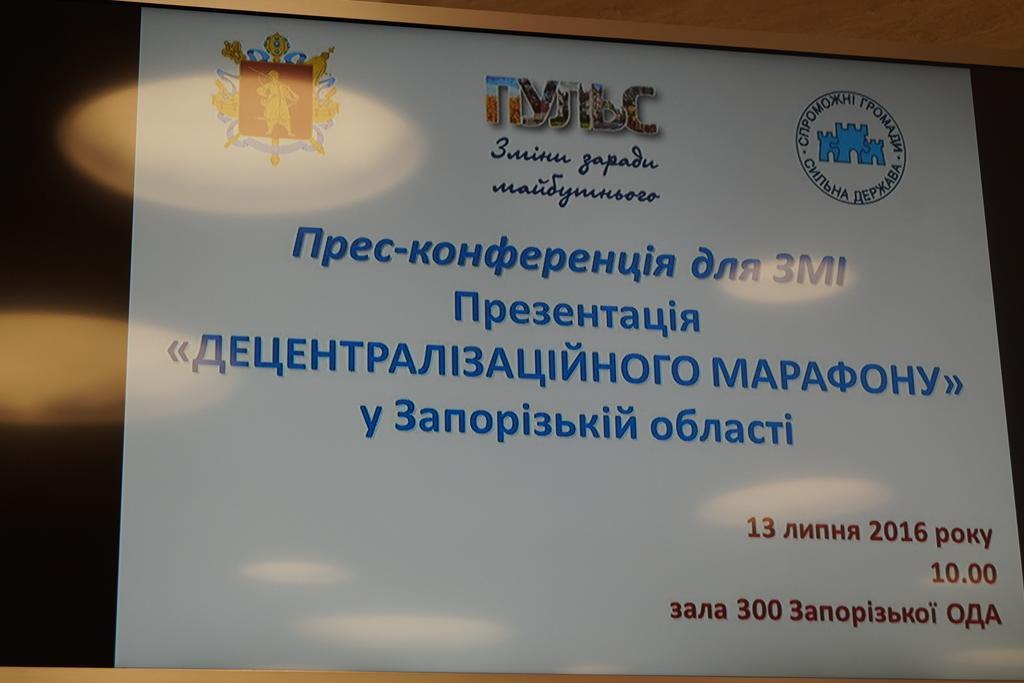 ПУЛЬС
Зміни заради
майбутнього
СПРОМОЖНІ ГРОМАДИ
СИЛЬНА ДЕРЖАВА
Прес-конференція для ЗМІ
Презентація
«ДЕЦЕНТРАЛІЗАЦІЙНОГО МАРАФОНУ»
у Запорізькій області
13 липня 2016 року
10.00
зала 300 Запорізької ОДА